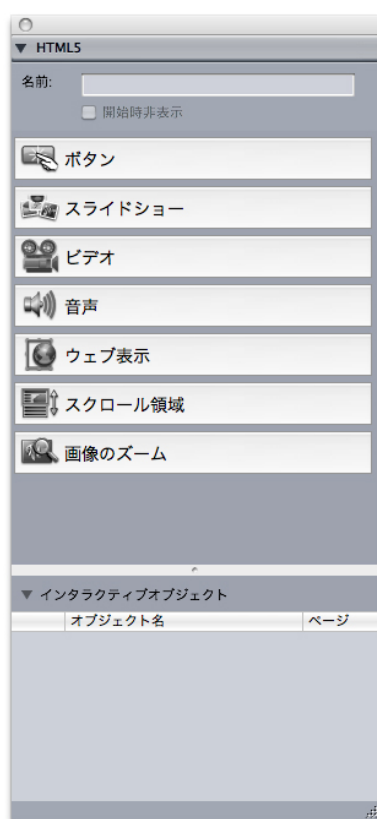 HTML5
名前:
開始時非表示
ボタン
スライドショー
ビデオ
音声
ウェブ表示
スクロール領域
画像のズーム
インタラクティブオブジェクト
オブジェクト名 ページ